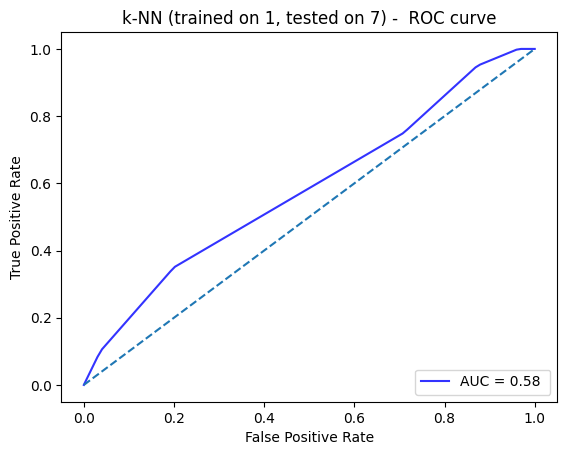 k-NN (trained on 1, tested on 7) -  ROC curve
True Positive Rate
1.0
0.8
0.6
0.4
0.2
0.0
0.0 0.2 0.4 0.6 0.8 1.0
False Positive Rate
AUC = 0.58